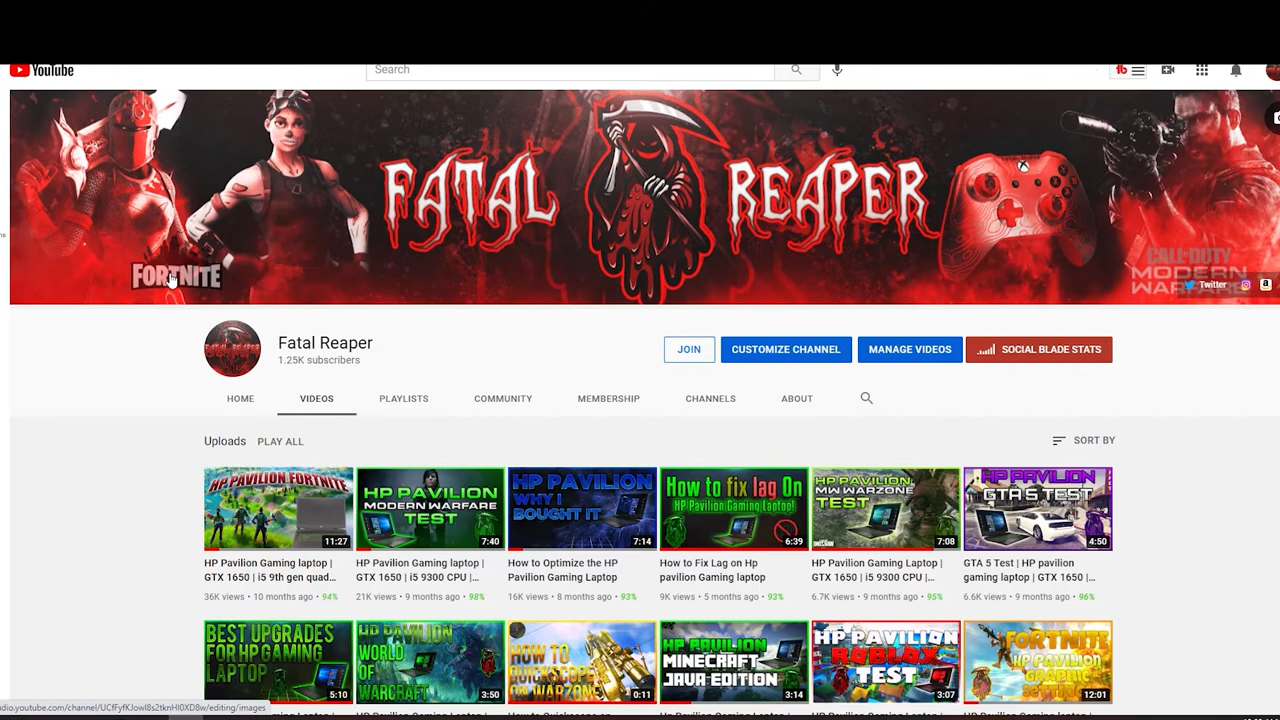 YouTube
Search
FATAL REAPER
FORTNITE
CALL OF DUTY
MODERN
WARFARE
Twitter
Fatal Reaper
1.25K subscribers
JOIN
CUSTOMIZE CHANNEL
MANAGE VIDEOS
SOCIAL BLADE STATS
HOME
VIDEOS
PLAYLISTS
COMMUNITY
MEMBERSHIP
CHANNELS
ABOUT
Uploads
PLAY ALL
SORT BY
HP PAVILION FORTNITE
11:27
HP PAVILION
MODERN WARFARE
TEST
7:40
HP PAVILION
WHY I
BOUGHT IT
7:14
How to fix lag On
HP Pavilion Gaming Laptop!
6:39
HP PAVILION
MW WARZONE
TEST
7:08
HP PAVILION
GTA 5 TEST
4:50
HP Pavilion Gaming laptop |
GTX 1650 | i5 9th gen quad...
36K views • 10 months ago • 94%
HP Pavilion Gaming laptop |
GTX 1650 | i5 9300 CPU |...
21K views • 9 months ago • 98%
How to Optimize the HP
Pavilion Gaming Laptop
16K views • 8 months ago • 93%
How to Fix Lag on Hp
pavilion Gaming laptop
9K views • 5 months ago • 93%
HP Pavilion Gaming Laptop |
GTX 1650 | i5 9300 CPU |...
6.7K views • 9 months ago • 95%
GTA 5 Test | HP pavilion
gaming laptop | GTX 1650 |...
6.6K views • 9 months ago • 96%
BEST UPGRADES
FOR HP GAMING
LAPTOP
5:10
HP PAVILION
WORLD
OF
WARCRAFT
3:50
HOW TO
QUICKSCOPE
ON WARZONE
0:11
HP PAVILION
MINECRAFT
JAVA EDITION
3:14
HP PAVILION
ROBLOX
TEST
3:07
FORTNITE
HP PAVILION
GRAPHIC
SETTING
12:01